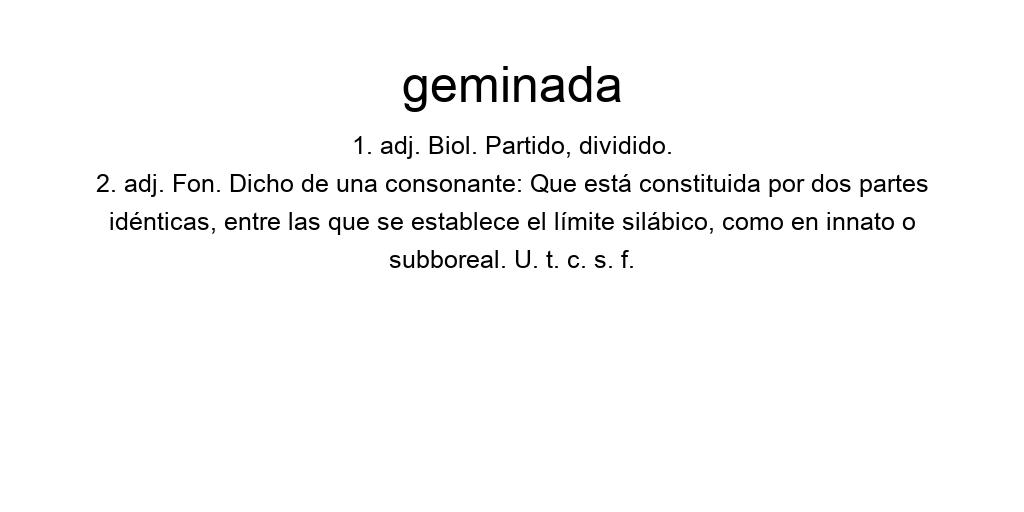 geminada
1. adj. Biol. Partido, dividido.
2. adj. Fon. Dicho de una consonante: Que está constituida por dos partes
idénticas, entre las que se establece el límite silábico, como en innato o
subboreal. U. t. c. s. f.